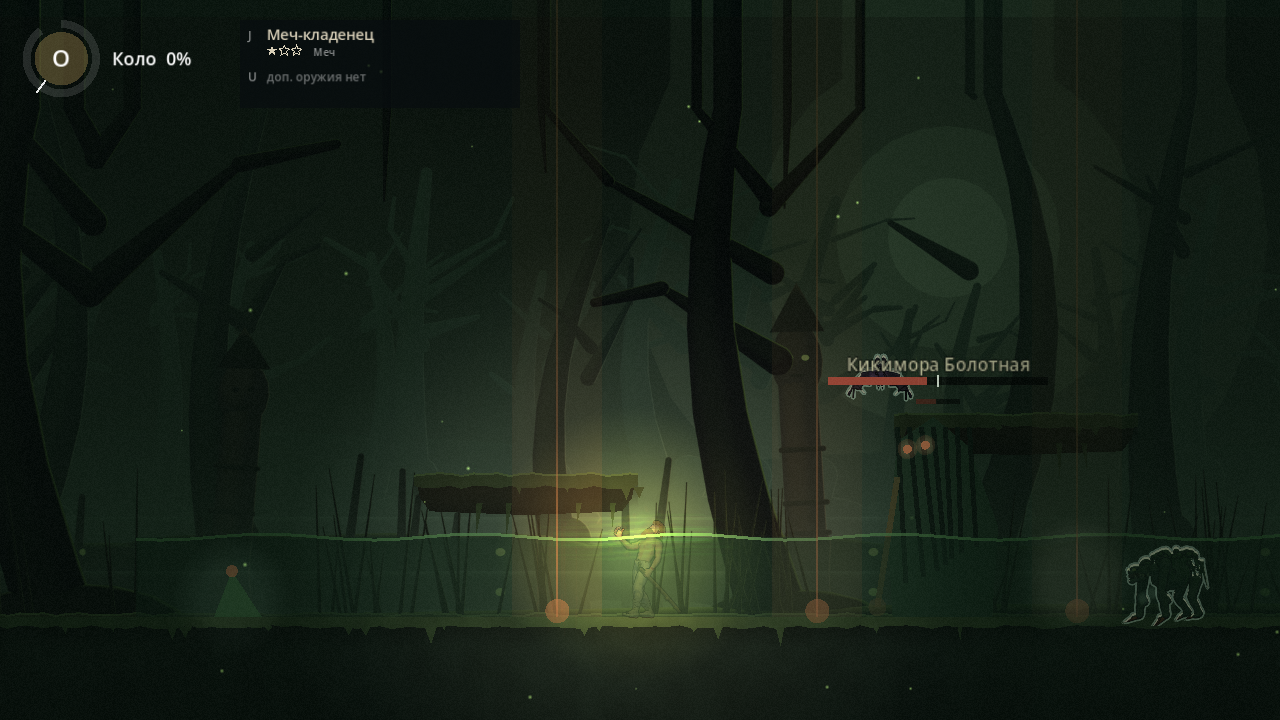 О
Коло 0%
J Меч-кладенец
★☆☆ Меч
U доп. оружия нет
Кикимора Болотная